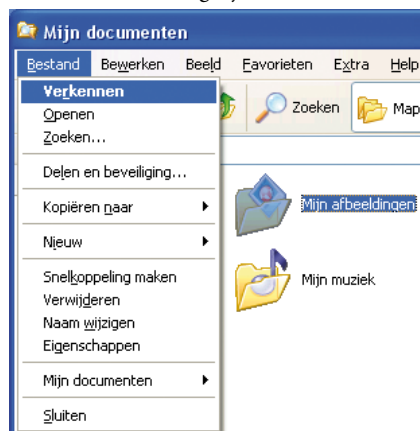 Mijn documenten
Bestand Bewerken Beeld Favorieten Extra Help
Verkennen
Openen
Zoeken...
Delen en beveiliging...
Kopiëren naar
Nieuw
Snelkoppeling maken
Verwijderen
Naam wijzigen
Eigenschappen
Mijn documenten
Sluiten
Zoeken Map
Mijn afbeeldingen
Mijn muziek